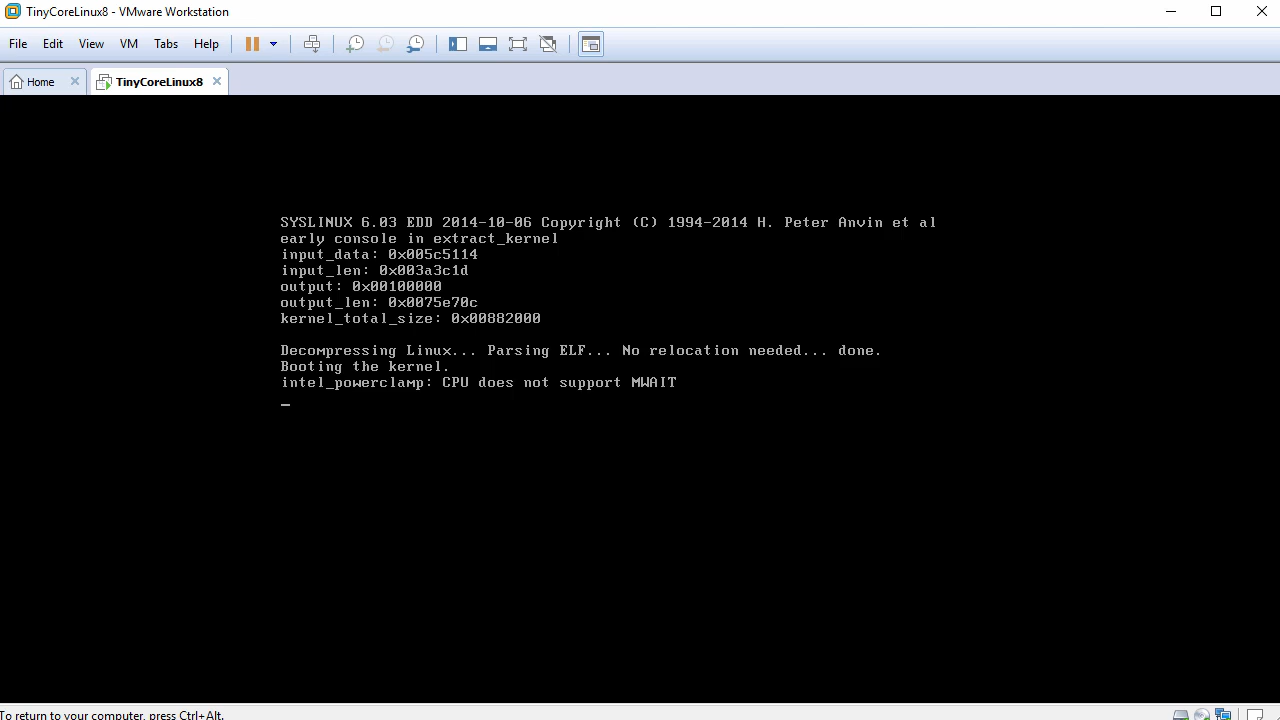 TinyCoreLinux8 - VMware Workstation
File Edit View VM Tabs Help
Home TinyCoreLinux8
SYSLINUX 6.03 EDD 2014-10-06 Copyright (C) 1994-2014 H. Peter Anvin et al
early console in extract_kernel
input_data: 0x005c5114
input_len: 0x003a3c1d
output: 0x00100000
output_len: 0x0075e70c
kernel_total_size: 0x00882000
Decompressing Linux... Parsing ELF... No relocation needed... done.
Booting the kernel.
intel_powerclamp: CPU does not support MWAIT
_
To return to your computer, press Ctrl+Alt.